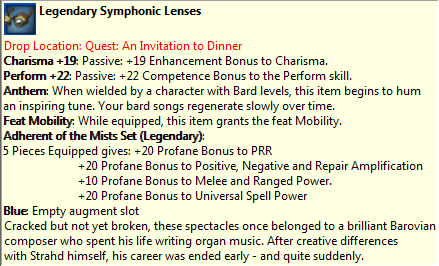 Legendary Symphonic Lenses
Drop Location: Quest: An Invitation to Dinner
Charisma +19: Passive: +19 Enhancement Bonus to Charisma.
Perform +22: Passive: +22 Competence Bonus to the Perform skill.
Anthem: When wielded by a character with Bard levels, this item begins to hum
an inspiring tune. Your bard songs regenerate slowly over time.
Feat Mobility: While equipped, this item grants the feat Mobility.
Adherent of the Mists Set (Legendary):
5 Pieces Equipped gives: +20 Profane Bonus to PRR
+20 Profane Bonus to Positive, Negative and Repair Amplification
+10 Profane Bonus to Melee and Ranged Power.
+20 Profane Bonus to Universal Spell Power
Blue: Empty augment slot
Cracked but not yet broken, these spectacles once belonged to a brilliant Barovian
composer who spent his life writing organ music. After creative differences
with Strahd himself, his career was ended early - and quite suddenly.